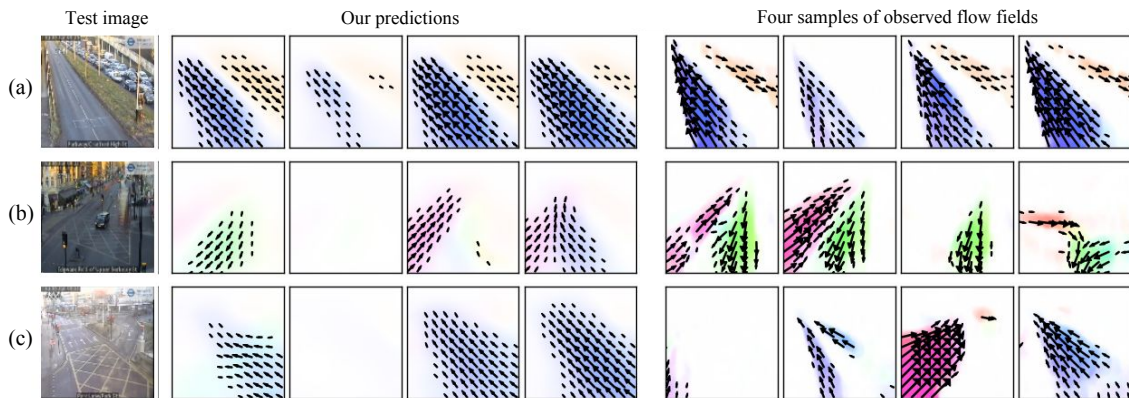 Test image Our predictions Four samples of observed flow fields
(a)
(b)
(c)